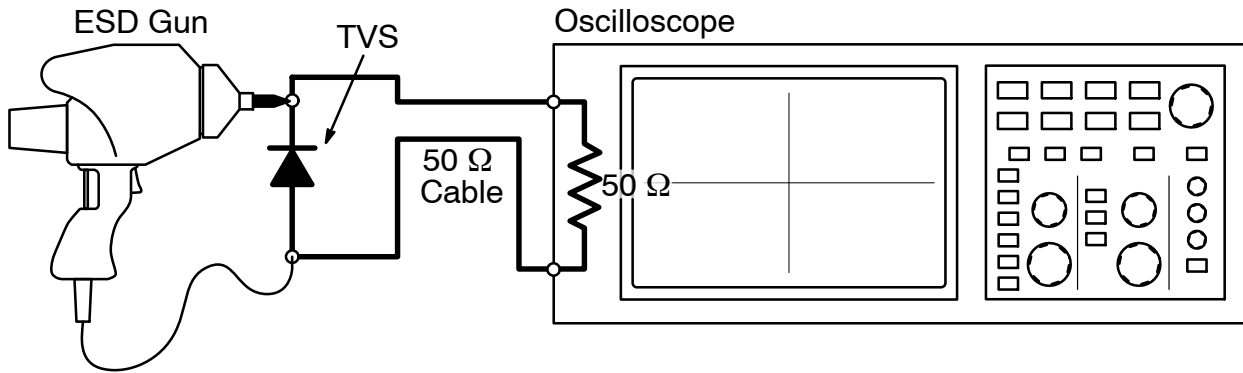 ESD Gun
TVS
Oscilloscope
50 Ω
Cable
50 Ω